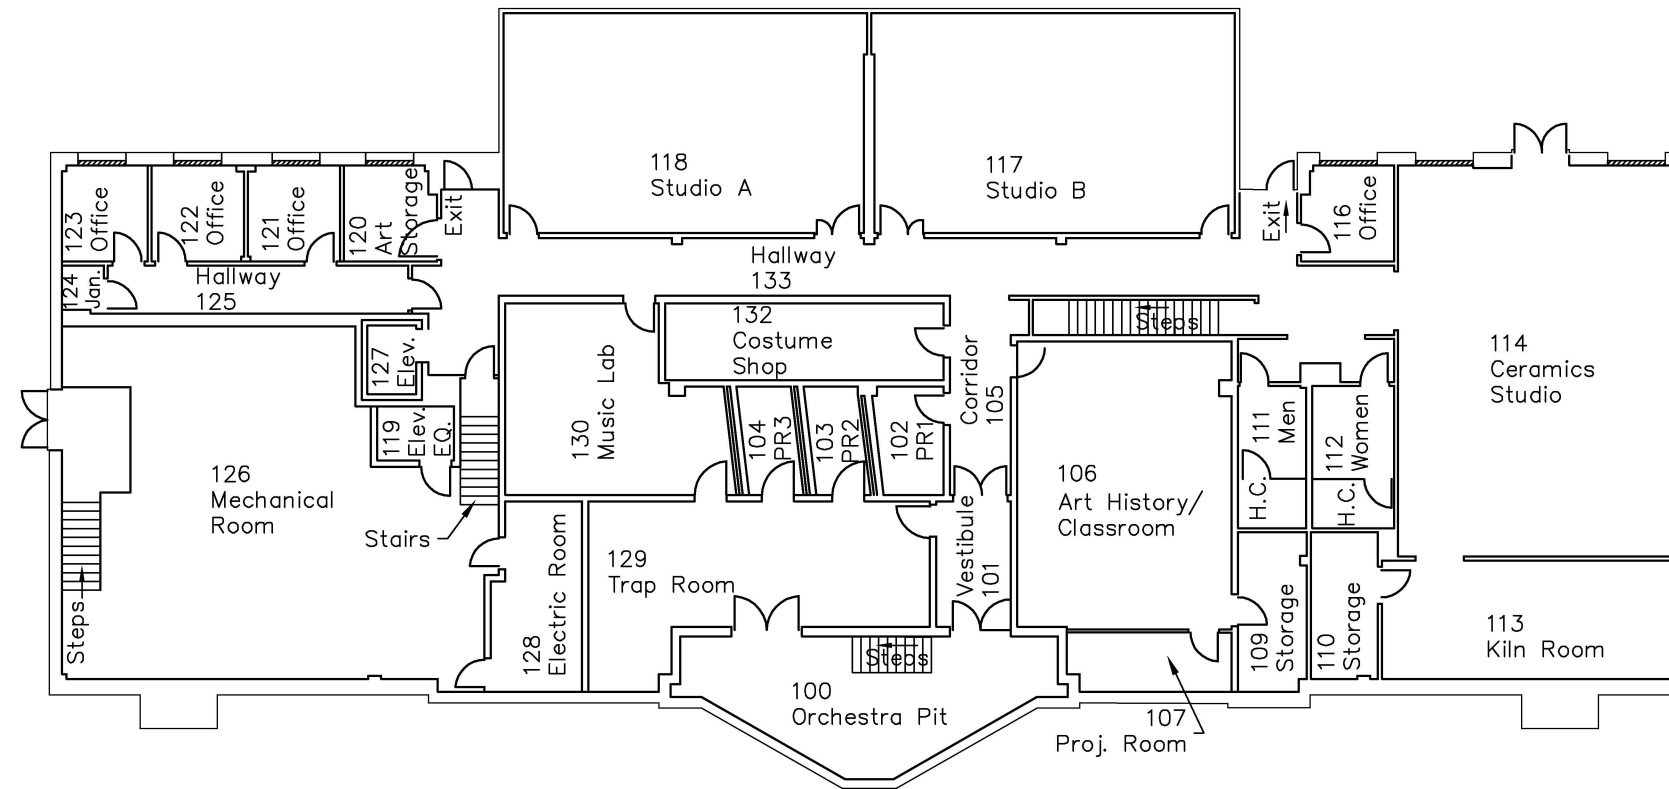 118
Studio A
117
Studio B
123
Office
122
Office
121
Office
120
Art
Storage
Exit
Exit
116
Office
124
Jan.
Hallway
125
Hallway
133
127
Elev.
132
Costume
Shop
Steps
Corridor
105
114
Ceramics
Studio
119
Elev.
EQ.
130
Music Lab
104
PR3
103
PR2
102
PR1
111
Men
112
Women
H.C.
H.C.
126
Mechanical
Room
106
Art History/
Classroom
Stairs
129
Trap Room
Vestibule
101
128
Electric Room
Steps
Steps
109
Storage
110
Storage
113
Kiln Room
100
Orchestra Pit
107
Proj. Room